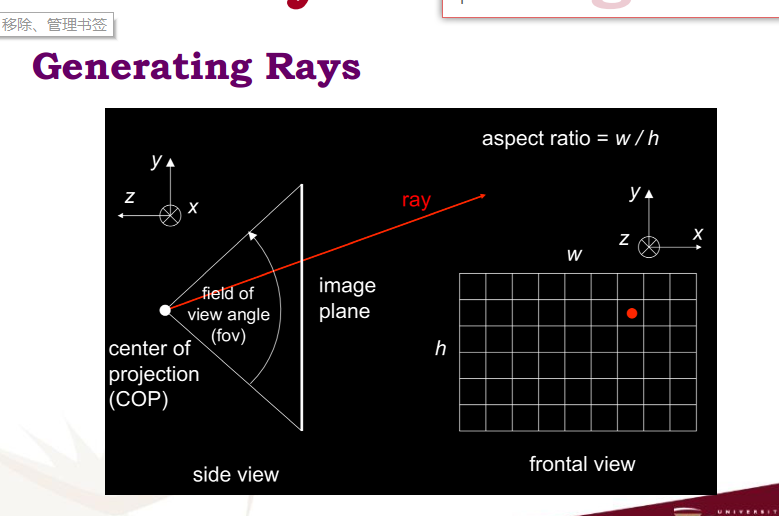 移除、管理书签
Generating Rays
aspect ratio = w / h
y
z
x
ray
y
z
x
w
field of
view angle
(fov)
image
plane
h
center of
projection
(COP)
side view
frontal view
UNIVERSIT